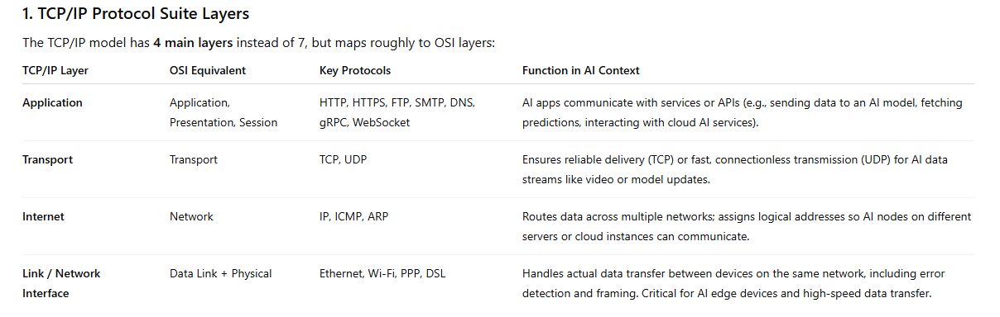 1. TCP/IP Protocol Suite Layers
The TCP/IP model has 4 main layers instead of 7, but maps roughly to OSI layers:
TCP/IP Layer OSI Equivalent Key Protocols Function in AI Context
Application Application, HTTP, HTTPS, FTP, SMTP, DNS, AI apps communicate with services or APIs (e.g., sending data to an AI model, fetching
Presentation, Session gRPC, WebSocket predictions, interacting with cloud AI services).
Transport Transport TCP, UDP Ensures reliable delivery (TCP) or fast, connectionless transmission (UDP) for AI data
streams like video or model updates.
Internet Network IP, ICMP, ARP Routes data across multiple networks; assigns logical addresses so AI nodes on different
servers or cloud instances can communicate.
Link / Network Data Link + Physical Ethernet, Wi-Fi, PPP, DSL Handles actual data transfer between devices on the same network, including error
Interface detection and framing. Critical for AI edge devices and high-speed data transfer.